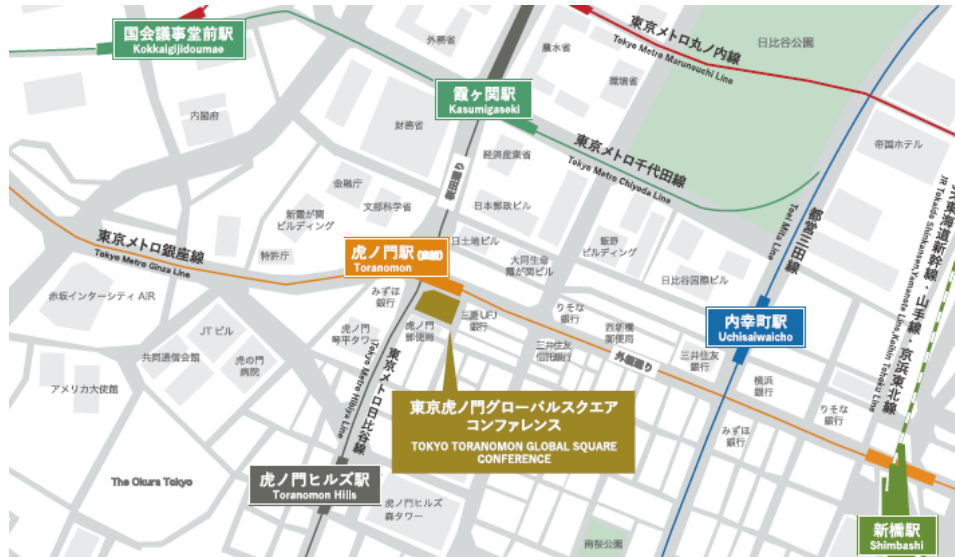 国会議事堂前駅
Kokkaigijidoumae
外務省
農水省
東京メトロ丸ノ内線
Tokyo Metro Marunouchi Line
日比谷公園
環境省
霞ヶ関駅
Kasumigaseki
内閣府
財務省
経済産業省
東京メトロ千代田線
Tokyo Metro Chiyoda Line
帝国ホテル
金融庁
文部科学省
日本郵政ビル
新霞が関
ビルディング
桜田通り
都営三田線
Toei Mita Line
東海道新幹線・山手線・京浜東北線
JR Tokaido Shinkansen,Yamanote Line,Keihin Tohoku Line
東京メトロ銀座線
Tokyo Metro Ginza Line
特許庁
虎ノ門駅
Toranomon
日土地ビル
大同生命
霞が関ビル
飯野
ビルディング
日比谷国際ビル
赤坂インターシティ AIR
みずほ
銀行
JT ビル
虎ノ門
琴平タワー
虎ノ門
郵便局
三菱UFJ
銀行
りそな
銀行
西新橋
郵便局
内幸町駅
Uchisaiwaicho
共同通信会館
虎の門
病院
三井住友
信託銀行
外堀通り
三井住友
銀行
アメリカ大使館
東京メトロ日比谷線
Tokyo Metro Hibiya Line
横浜
銀行
りそな
銀行
みずほ
銀行
東京虎ノ門グローバルスクエア
コンファレンス
TOKYO TORANOMON GLOBAL SQUARE
CONFERENCE
The Okura Tokyo
虎ノ門ヒルズ駅
Toranomon Hills
虎ノ門ヒルズ
森タワー
南桜公園
新橋駅
Shimbashi